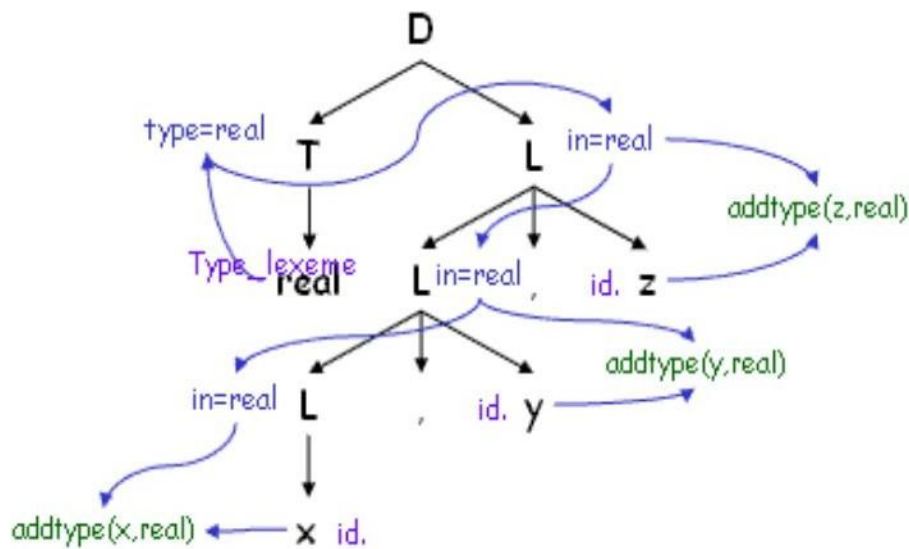 D
type=real
T
L
in=real
addtype(z,real)
Type_lexeme
real
L
in=real
,
id.
z
addtype(y,real)
in=real
L
,
id.
y
addtype(x,real)
x
id.